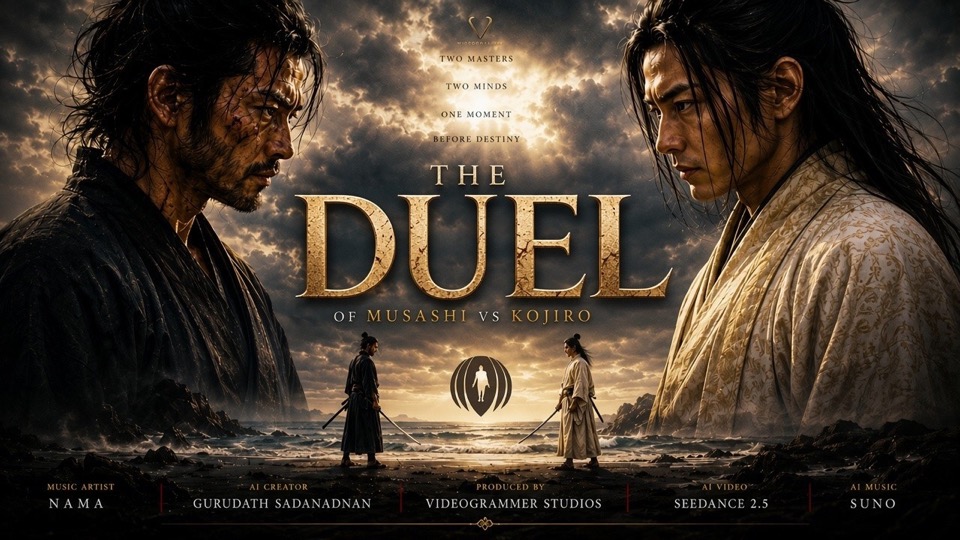 TWO MASTERS
TWO MINDS
ONE MOMENT
BEFORE DESTINY
THE
DUEL
OF MUSASHI VS KOJIRO
MUSIC ARTIST
NAMA
AI CREATOR
GURUDATH SADANADNAN
PRODUCED BY
VIDEOGRAMMER STUDIOS
AI VIDEO
SEEDANCE 2.5
AI MUSIC
SUNO